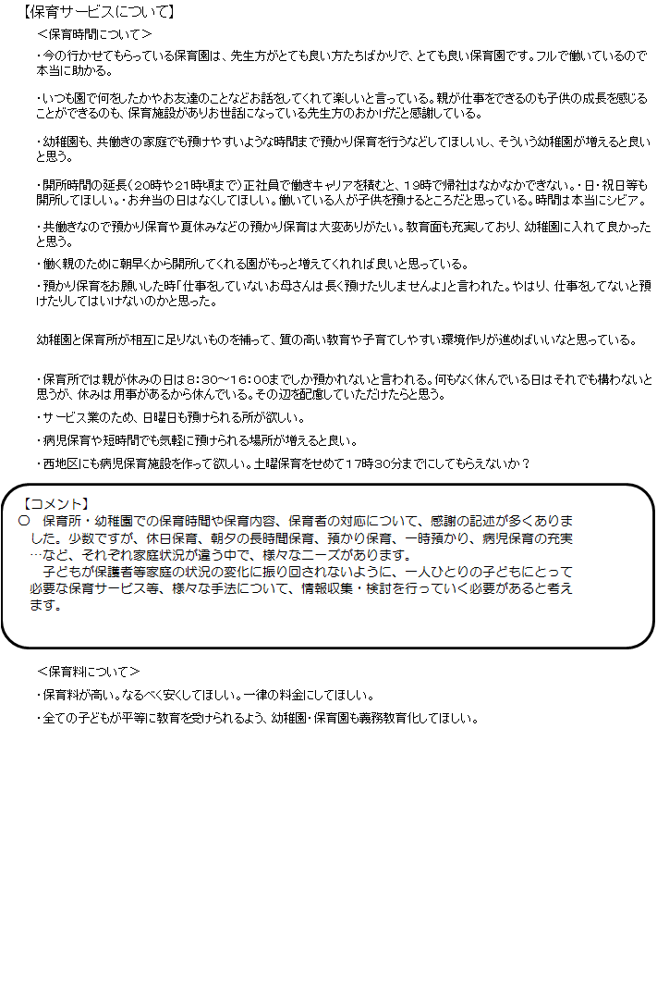 【保育サービスについて】
＜保育時間について＞
・今の行かせてもらっている保育園は、先生方がとても良い方たちばかりで、とても良い保育園です。フルで働いているので
本当に助かる。
・いつも園で何をしたかやお友達のことなどお話をしてくれて楽しいと言っている。親が仕事をできるのも子供の成長を感じる
ことができるのも、保育施設がありお世話になっている先生方のおかげだと感謝している。
・幼稚園も、共働きの家庭でも預けやすいような時間まで預かり保育を行うなどしてほしいし、そういう幼稚園が増えると良い
と思う。
・開所時間の延長（２０時や２１時頃まで）正社員で働きキャリアを積むと、１９時で帰社はなかなかできない。・日・祝日等も
開所してほしい。・お弁当の日はなくしてほしい。働いている人が子供を預けるところだと思っている。時間は本当にシビア。
・共働きなので預かり保育や夏休みなどの預かり保育は大変ありがたい。教育面も充実しており、幼稚園に入れて良かった
と思う。
・働く親のために朝早くから開所してくれる園がもっと増えてくれれば良いと思っている。
・預かり保育をお願いした時「仕事をしていないお母さんは長く預けたりしませんよ」と言われた。やはり、仕事をしてないと預
けたりしてはいけないのかと思った。
幼稚園と保育所が相互に足りないものを補って、質の高い教育や子育てしやすい環境作りが進めばいいなと思っている。
・保育所では親が休みの日は８：３０～１６：００までしか預かれないと言われる。何もなく休んでいる日はそれでも構わないと
思うが、休みは用事があるから休んでいる。その辺を配慮していただけたらと思う。
・サービス業のため、日曜日も預けられる所が欲しい。
・病児保育や短時間でも気軽に預けられる場所が増えると良い。
・西地区にも病児保育施設を作って欲しい。土曜保育をせめて１７時３０分までにしてもらえないか？
【コメント】
〇　保育所・幼稚園での保育時間や保育内容、保育者の対応について、感謝の記述が多くありま
した。少数ですが、休日保育、朝夕の長時間保育、預かり保育、一時預かり、病児保育の充実
…など、それぞれ家庭状況が違う中で、様々なニーズがあります。
子どもが保護者等家庭の状況の変化に振り回されないように、一人ひとりの子どもにとって
必要な保育サービス等、様々な手法について、情報収集・検討を行っていく必要があると考え
ます。
＜保育料について＞
・保育料が高い。なるべく安くしてほしい。一律の料金にしてほしい。
・全ての子どもが平等に教育を受けられるよう、幼稚園・保育園も義務教育化してほしい。